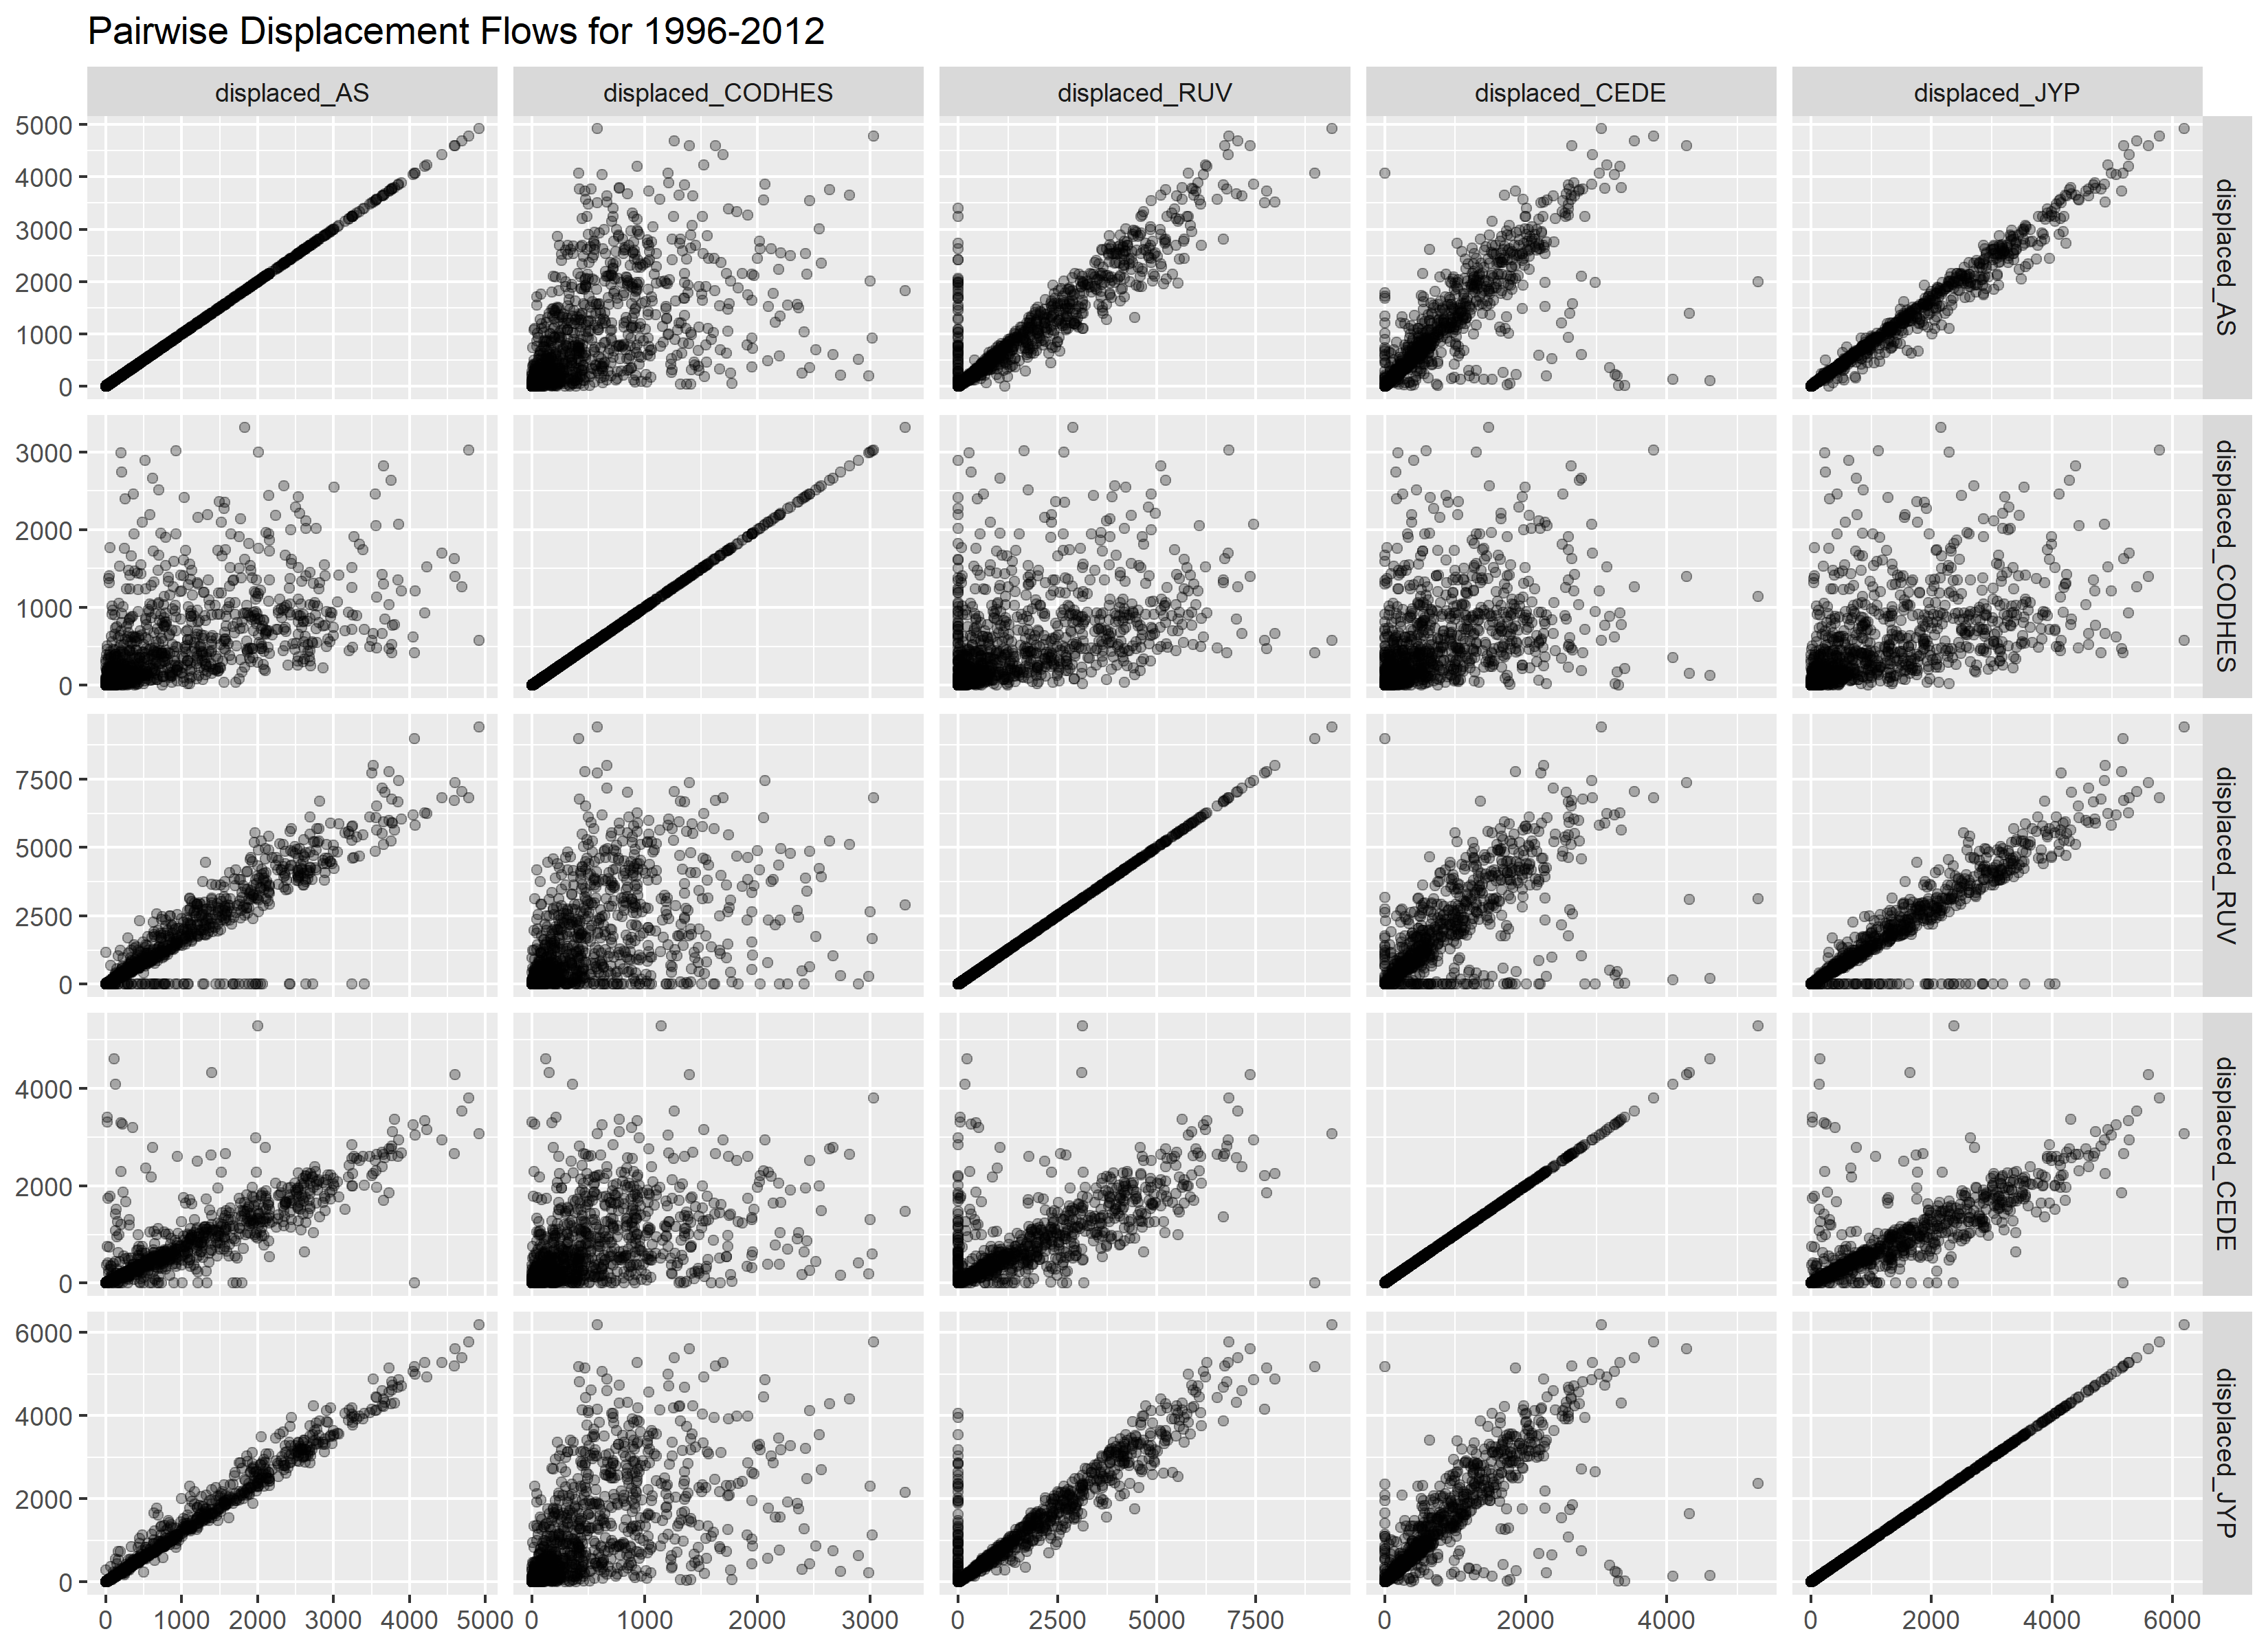 Pairwise Displacement Flows for 1996-2012
displaced_AS
displaced_CODHES
displaced_RUV
displaced_CEDE
displaced_JYP
5000
4000
3000
2000
1000
0
displaced_AS
3000
2000
1000
0
displaced_CODHES
7500
5000
2500
0
displaced_RUV
4000
2000
0
displaced_CEDE
6000
4000
2000
0
displaced_JYP
0 1000 2000 3000 4000 5000
0 1000 2000 3000
0 2500 5000 7500
0 2000 4000
0 2000 4000 6000